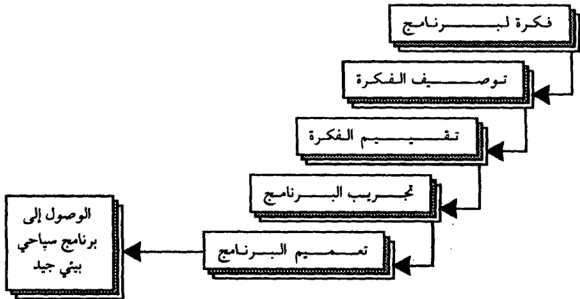 فكرة لبرنامج
توصيف الفكرة
تقييم الفكرة
تجريب البرنامج
تعميم البرنامج
الوصول إلى
برنامج سياحي
بيئي جيد